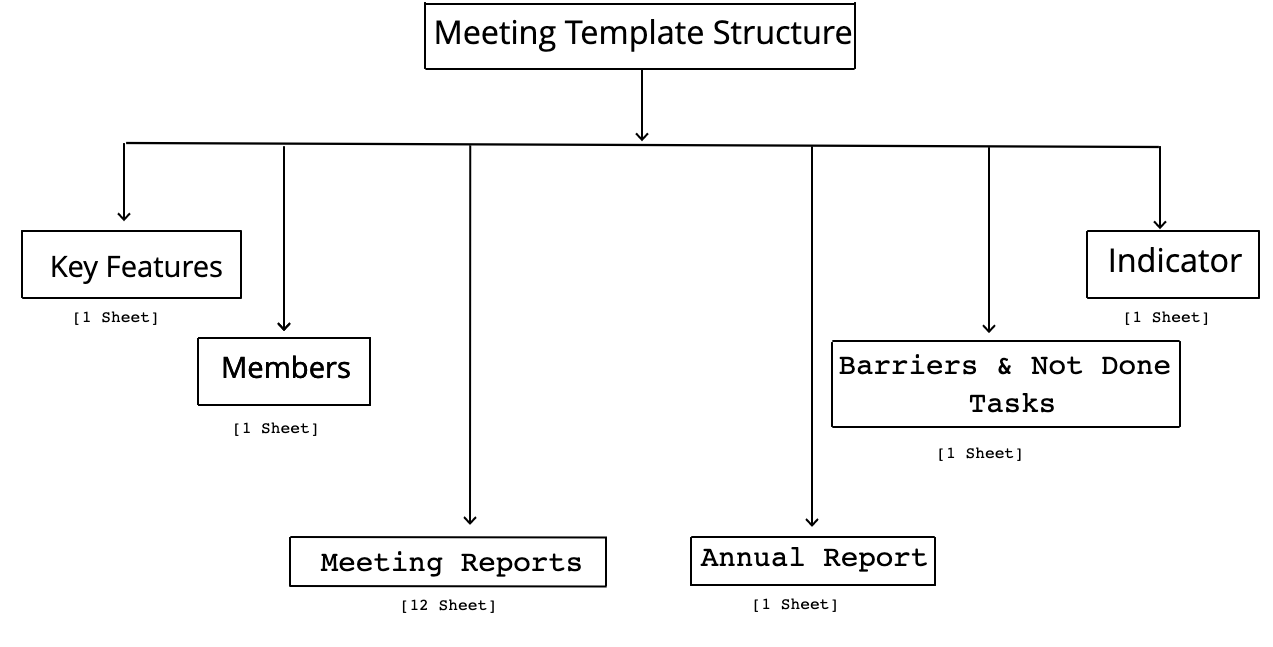 Meeting Template Structure
Key Features
[1 Sheet]
Members
[1 Sheet]
Meeting Reports
[12 Sheet]
Annual Report
[1 Sheet]
Barriers & Not Done
Tasks
[1 Sheet]
Indicator
[1 Sheet]